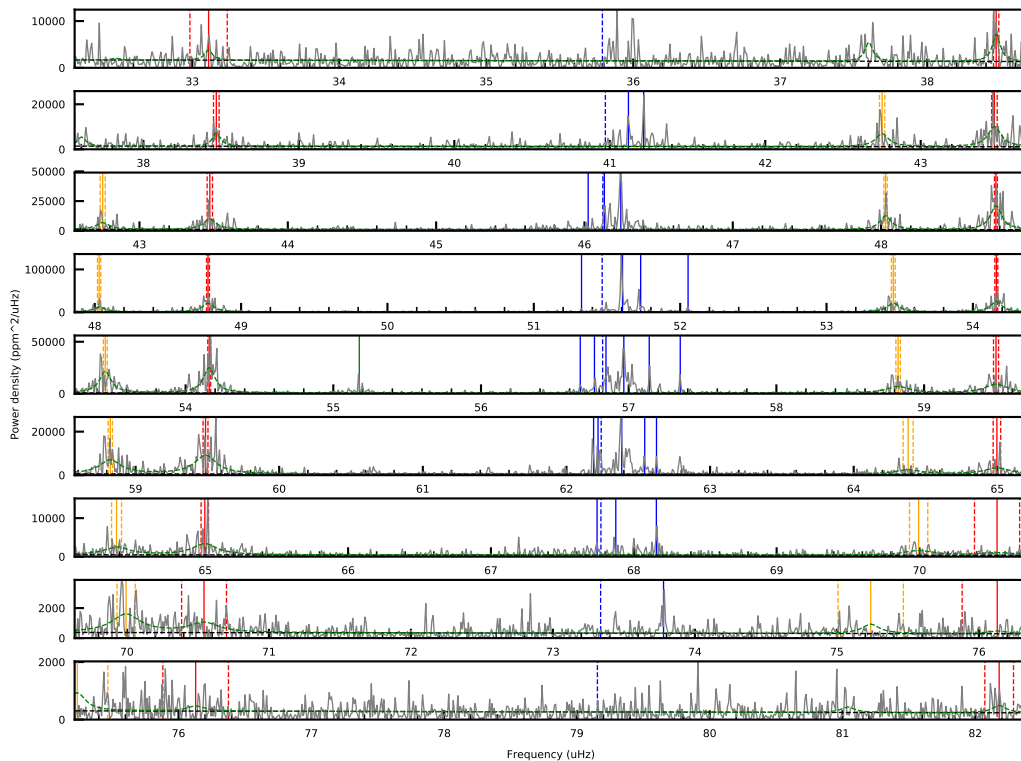 10000
0
33 34 35 36 37 38
20000
0
38 39 40 41 42 43
50000
25000
0
43 44 45 46 47 48
100000
0
48 49 50 51 52 53 54
50000
0
54 55 56 57 58 59
20000
0
59 60 61 62 63 64 65
10000
0
65 66 67 68 69 70
2000
0
70 71 72 73 74 75 76
2000
0
76 77 78 79 80 81 82
Power density (ppm^2/uHz)
Frequency (uHz)